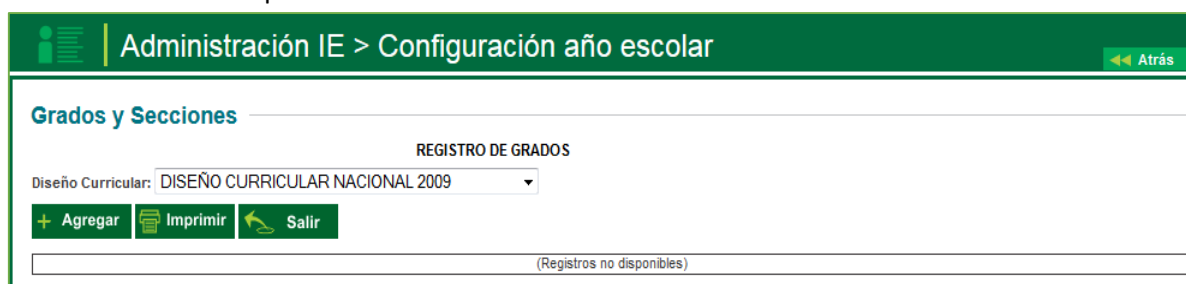 Administración IE > Configuración año escolar
Atrás
Grados y Secciones
REGISTRO DE GRADOS
Diseño Curricular: DISEÑO CURRICULAR NACIONAL 2009
+ Agregar Imprimir Salir
(Registros no disponibles)